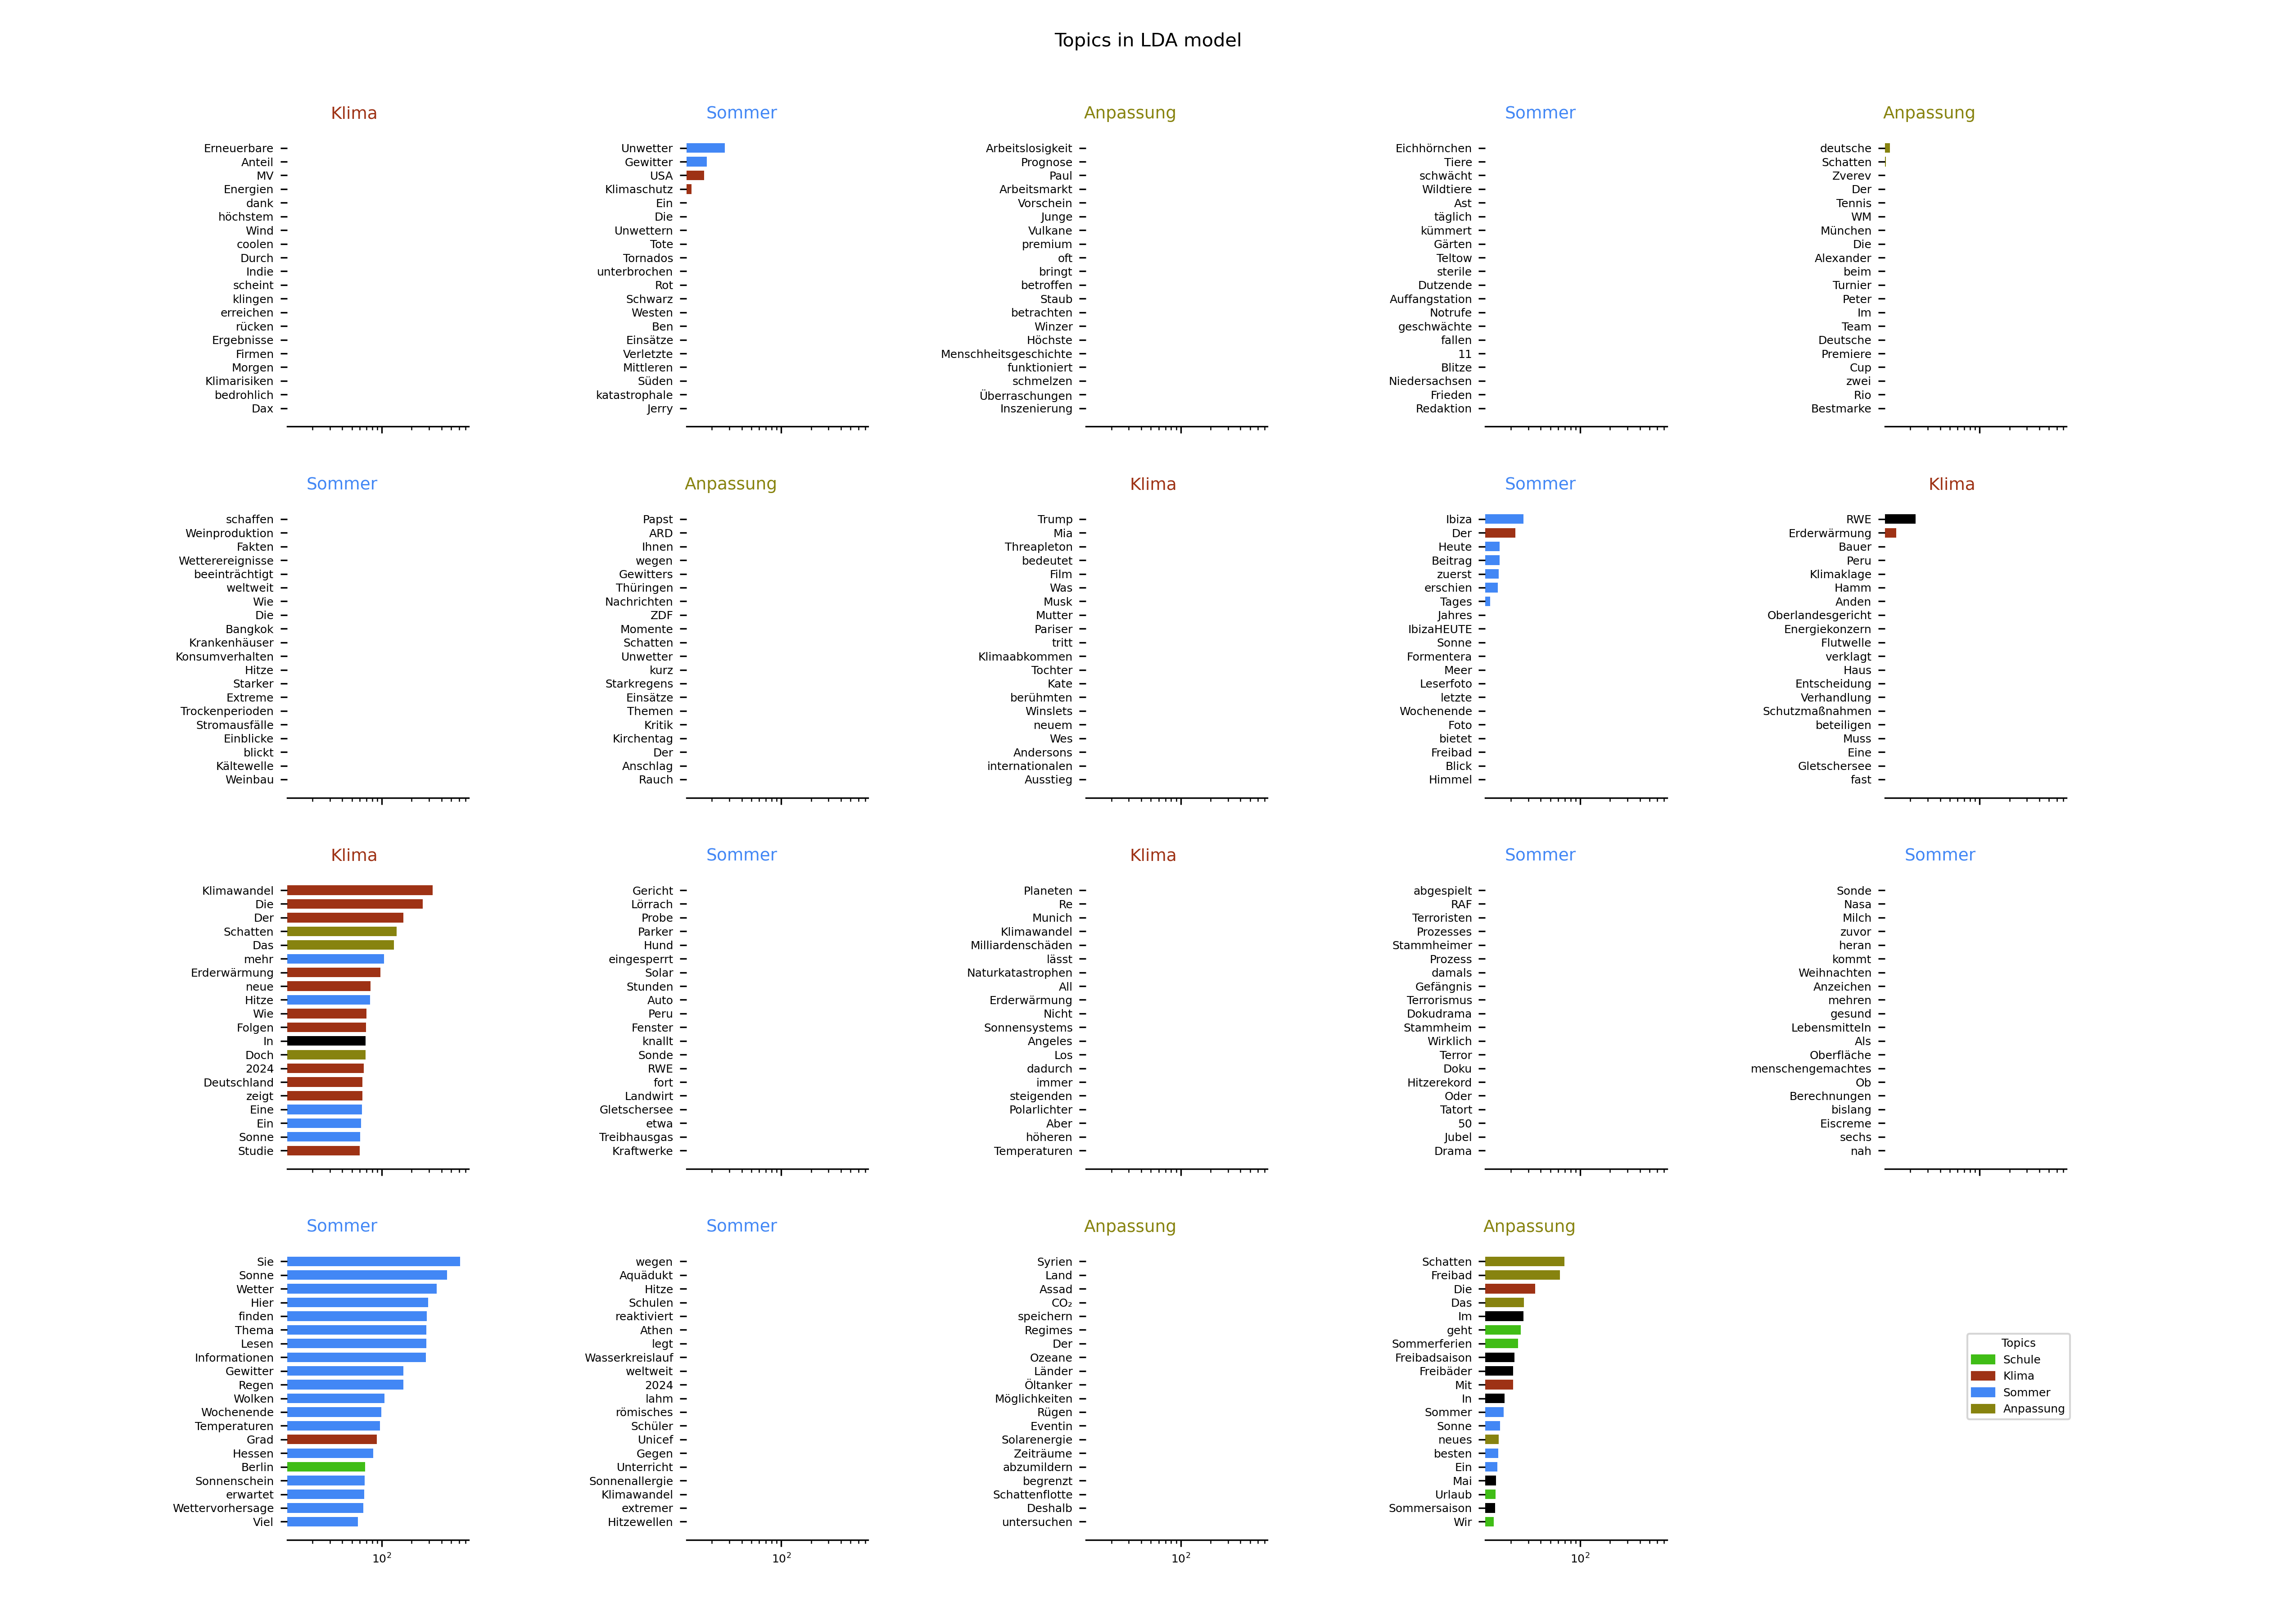 Topics in LDA model
Klima
Erneuerbare
Anteil
MV
Energien
dank
höchstem
Wind
coolen
Durch
Indie
scheint
klingen
erreichen
rücken
Ergebnisse
Firmen
Morgen
Klimarisiken
bedrohlich
Dax
Sommer
Unwetter
Gewitter
USA
Klimaschutz
Ein
Die
Unwettern
Tote
Tornados
unterbrochen
Rot
Schwarz
Westen
Ben
Einsätze
Verletzte
Mittleren
Süden
katastrophale
Jerry
Anpassung
Arbeitslosigkeit
Prognose
Paul
Arbeitsmarkt
Vorschein
Junge
Vulkane
premium
oft
bringt
betroffen
Staub
betrachten
Winzer
Höchste
Menschheitsgeschichte
funktioniert
schmelzen
Überraschungen
Inszenierung
Sommer
Eichhörnchen
Tiere
schwächt
Wildtiere
Ast
täglich
kümmert
Gärten
Teltow
sterile
Dutzende
Auffangstation
Notrufe
geschwächte
fallen
11
Blitze
Niedersachsen
Frieden
Redaktion
Anpassung
deutsche
Schatten
Zverev
Der
Tennis
WM
München
Die
Alexander
beim
Turnier
Peter
Im
Team
Deutsche
Premiere
Cup
zwei
Rio
Bestmarke
Sommer
schaffen
Weinproduktion
Fakten
Wetterereignisse
beeinträchtigt
weltweit
Wie
Die
Bangkok
Krankenhäuser
Konsumverhalten
Hitze
Starker
Extreme
Trockenperioden
Stromausfälle
Einblicke
blickt
Kältewelle
Weinbau
Anpassung
Papst
ARD
Ihnen
wegen
Gewitters
Thüringen
Nachrichten
ZDF
Momente
Schatten
Unwetter
kurz
Starkregens
Einsätze
Themen
Kritik
Kirchentag
Der
Anschlag
Rauch
Klima
Trump
Mia
Threapleton
bedeutet
Film
Was
Musk
Mutter
Pariser
tritt
Klimaabkommen
Tochter
Kate
berühmten
Winslets
neuem
Wes
Andersons
internationalen
Ausstieg
Sommer
Ibiza
Der
Heute
Beitrag
zuerst
erschien
Tages
Jahres
IbizaHEUTE
Sonne
Formentera
Meer
Leserfoto
letzte
Wochenende
Foto
bietet
Freibad
Blick
Himmel
Klima
RWE
Erderwärmung
Bauer
Peru
Klimaklage
Hamm
Anden
Oberlandesgericht
Energiekonzern
Flutwelle
verklagt
Haus
Entscheidung
Verhandlung
Schutzmaßnahmen
beteiligen
Muss
Eine
Gletschersee
fast
Klima
Klimawandel
Die
Der
Schatten
Das
mehr
Erderwärmung
neue
Hitze
Wie
Folgen
In
Doch
2024
Deutschland
zeigt
Eine
Ein
Sonne
Studie
Sommer
Gericht
Lörrach
Probe
Parker
Hund
eingesperrt
Solar
Stunden
Auto
Peru
Fenster
knallt
Sonde
RWE
fort
Landwirt
Gletschersee
etwa
Treibhausgas
Kraftwerke
Klima
Planeten
Re
Munich
Klimawandel
Milliardenschäden
lässt
Naturkatastrophen
All
Erderwärmung
Nicht
Sonnensystems
Angeles
Los
dadurch
immer
steigenden
Polarlichter
Aber
höheren
Temperaturen
Sommer
abgespielt
RAF
Terroristen
Prozesses
Stammheimer
Prozess
damals
Gefängnis
Terrorismus
Dokudrama
Stammheim
Wirklich
Terror
Doku
Hitzerekord
Oder
Tatort
50
Jubel
Drama
Sommer
Sonde
Nasa
Milch
zuvor
heran
kommt
Weihnachten
Anzeichen
mehren
gesund
Lebensmitteln
Als
Oberfläche
menschengemachtes
Ob
Berechnungen
bislang
Eiscreme
sechs
nah
Sommer
Sie
Sonne
Wetter
Hier
finden
Thema
Lesen
Informationen
Gewitter
Regen
Wolken
Wochenende
Temperaturen
Grad
Hessen
Berlin
Sonnenschein
erwartet
Wettervorhersage
Viel
10²
Sommer
wegen
Aquädukt
Hitze
Schulen
reaktiviert
Athen
legt
Wasserkreislauf
weltweit
2024
lahm
römisches
Schüler
Unicef
Gegen
Unterricht
Sonnenallergie
Klimawandel
extremer
Hitzewellen
10²
Anpassung
Syrien
Land
Assad
CO₂
speichern
Regimes
Der
Ozeane
Länder
Öltanker
Möglichkeiten
Rügen
Eventin
Solarenergie
Zeiträume
abzumildern
begrenzt
Schattenflotte
Deshalb
untersuchen
10²
Anpassung
Schatten
Freibad
Die
Das
Im
geht
Sommerferien
Freibadsaison
Freibäder
Mit
In
Sommer
Sonne
neues
besten
Ein
Mai
Urlaub
Sommersaison
Wir
10²
Topics
Schule
Klima
Sommer
Anpassung